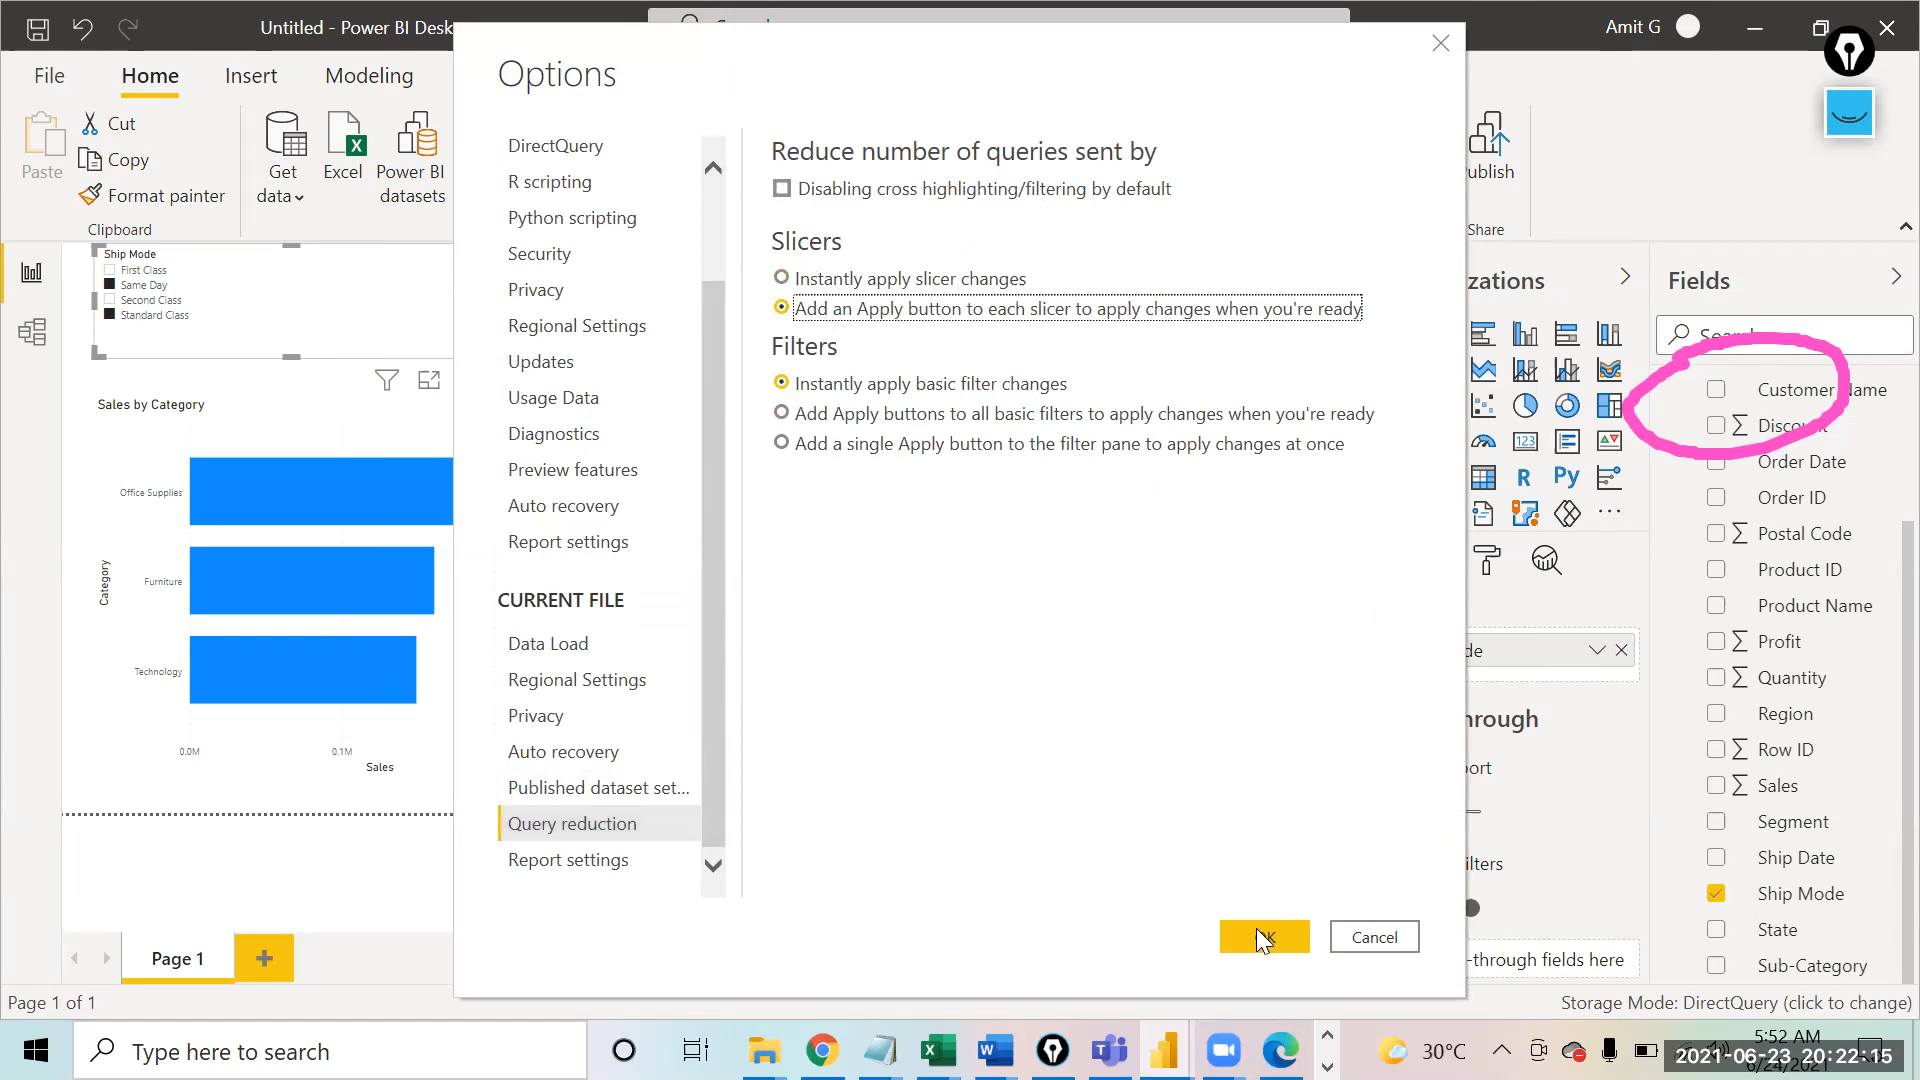 Untitled - Power BI Desk
Amit G
File
Home
Insert
Modeling
Cut
Copy
Format painter
Paste
Clipboard
Get data
Excel
Power BI datasets
ublish
Share
Options
DirectQuery
R scripting
Python scripting
Security
Privacy
Regional Settings
Updates
Usage Data
Diagnostics
Preview features
Auto recovery
Report settings
CURRENT FILE
Data Load
Regional Settings
Privacy
Auto recovery
Published dataset set...
Query reduction
Report settings
Reduce number of queries sent by
Disabling cross highlighting/filtering by default
Slicers
Instantly apply slicer changes
Add an Apply button to each slicer to apply changes when you're ready
Filters
Instantly apply basic filter changes
Add Apply buttons to all basic filters to apply changes when you're ready
Add a single Apply button to the filter pane to apply changes at once
Cancel
Ship Mode
First Class
Same Day
Second Class
Standard Class
Sales by Category
Category
Office Supplies
Furniture
Technology
0.0M
0.1M
Sales
zations
123
R
Py
de
hrough
ort
ilters
-through fields here
Fields
Customer Name
Discount
Order Date
Order ID
Postal Code
Product ID
Product Name
Profit
Quantity
Region
Row ID
Sales
Segment
Ship Date
Ship Mode
State
Sub-Category
Page 1
Page 1 of 1
Storage Mode: DirectQuery (click to change)
Type here to search
30°C
5:52 AM
2021-06-23 20:22:15